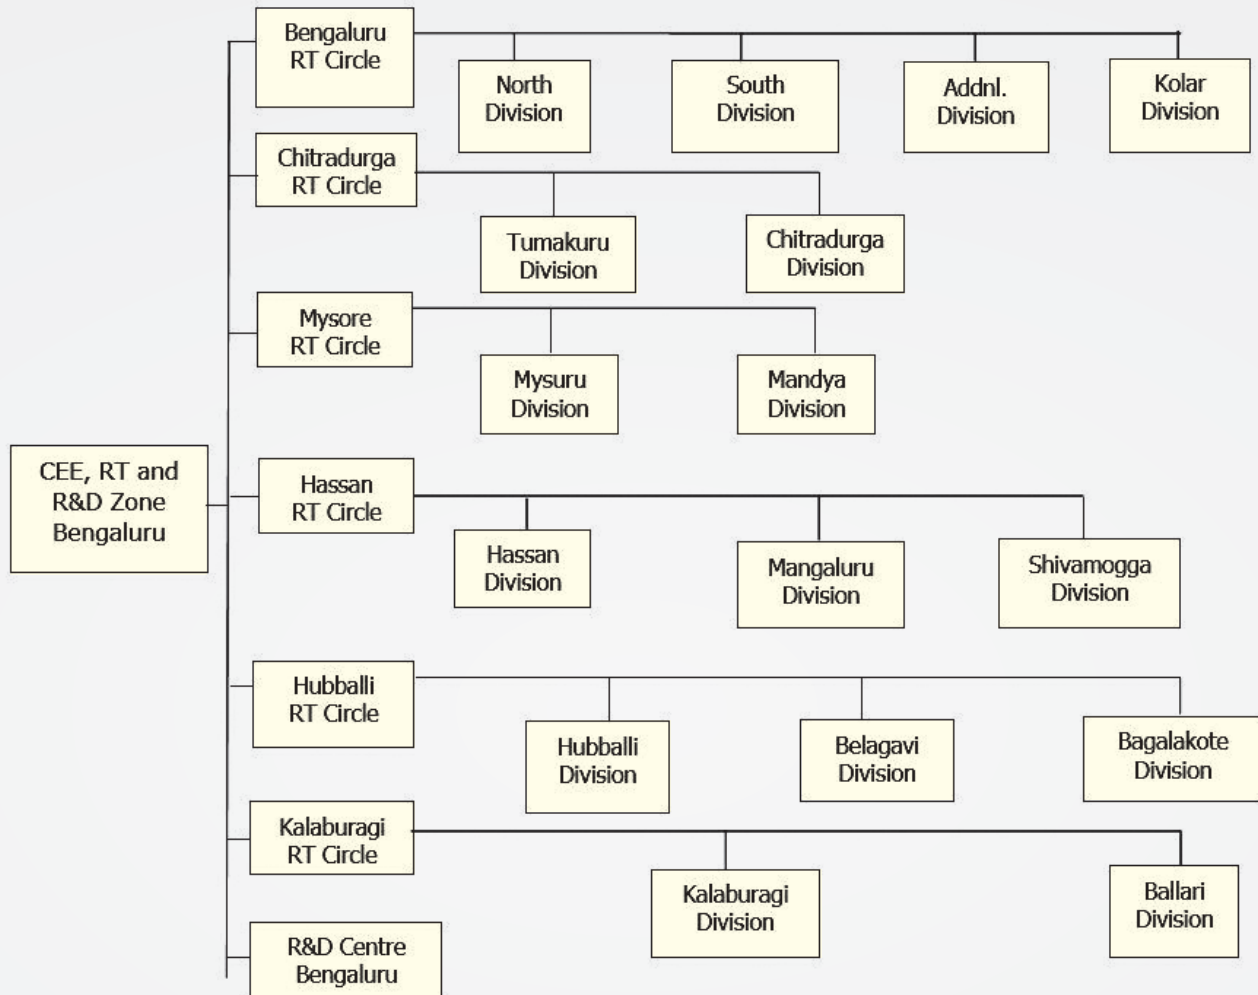 CEE, RT and
R&D Zone
Bengaluru
Bengaluru
RT Circle
North
Division
South
Division
Addnl.
Division
Kolar
Division
Chitradurga
RT Circle
Tumakuru
Division
Chitradurga
Division
Mysore
RT Circle
Mysuru
Division
Mandya
Division
Hassan
RT Circle
Hassan
Division
Mangaluru
Division
Shivamogga
Division
Hubballi
RT Circle
Hubballi
Division
Belagavi
Division
Bagalakote
Division
Kalaburagi
RT Circle
Kalaburagi
Division
Ballari
Division
R&D Centre
Bengaluru